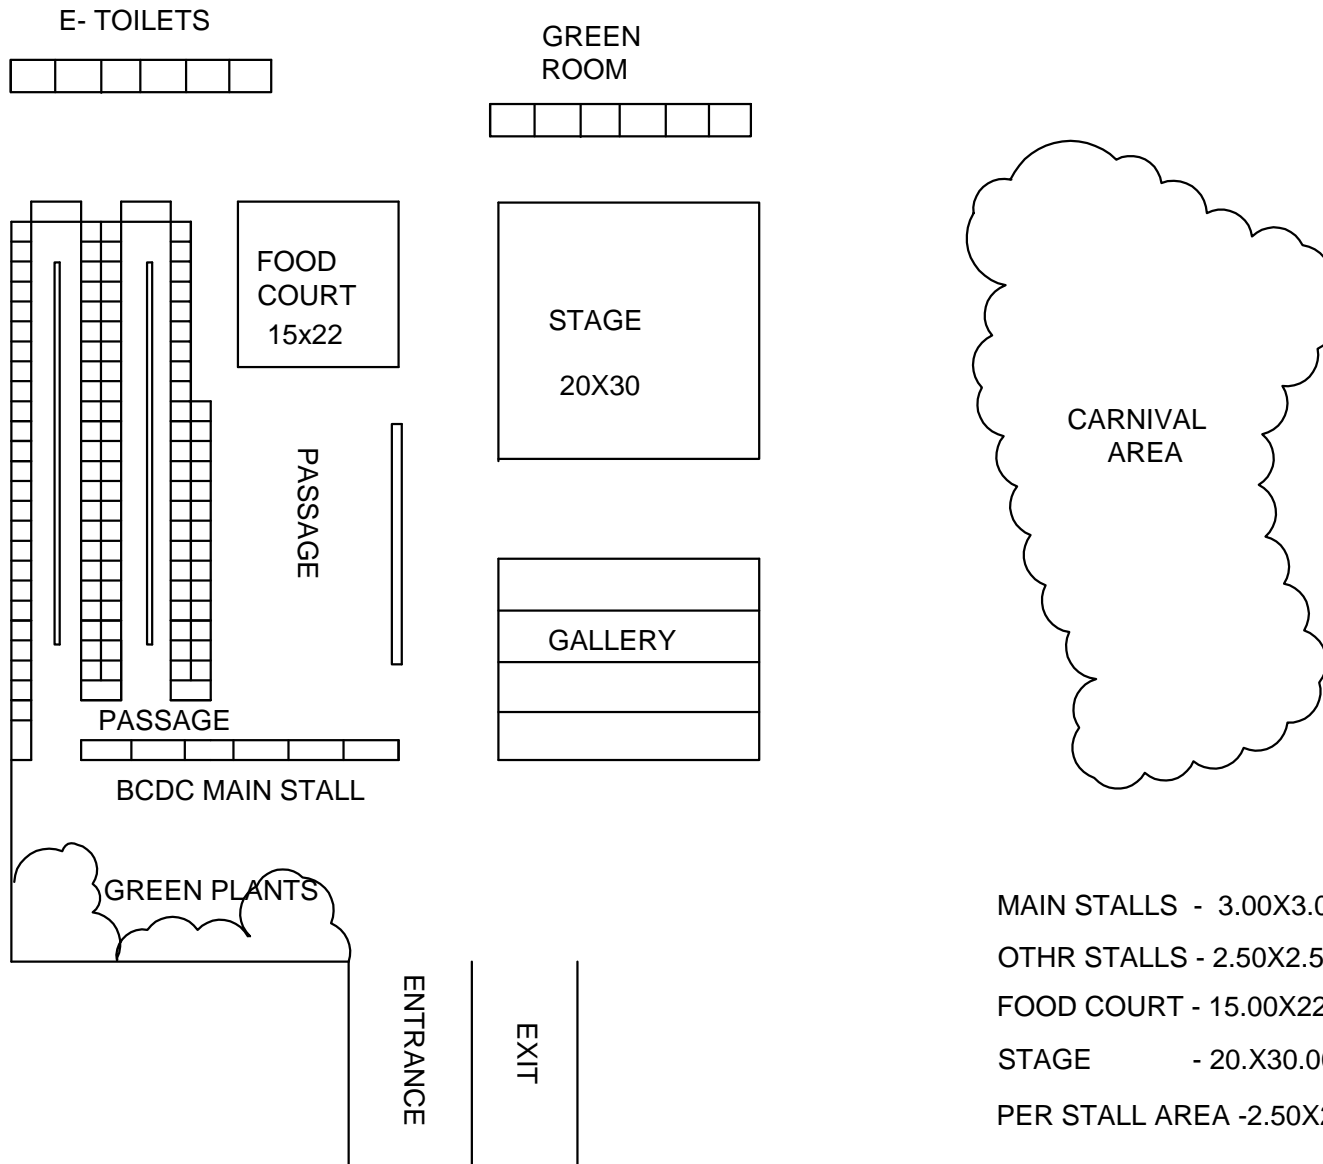 E- TOILETS
GREEN
ROOM
FOOD
COURT
15x22
STAGE
20X30
CARNIVAL
AREA
PASSAGE
GALLERY
PASSAGE
BCDC MAIN STALL
GREEN PLANTS
ENTRANCE
EXIT
MAIN STALLS - 3.00X3.0
OTHR STALLS - 2.50X2.5
FOOD COURT - 15.00X22
STAGE - 20.X30.0
PER STALL AREA -2.50X2